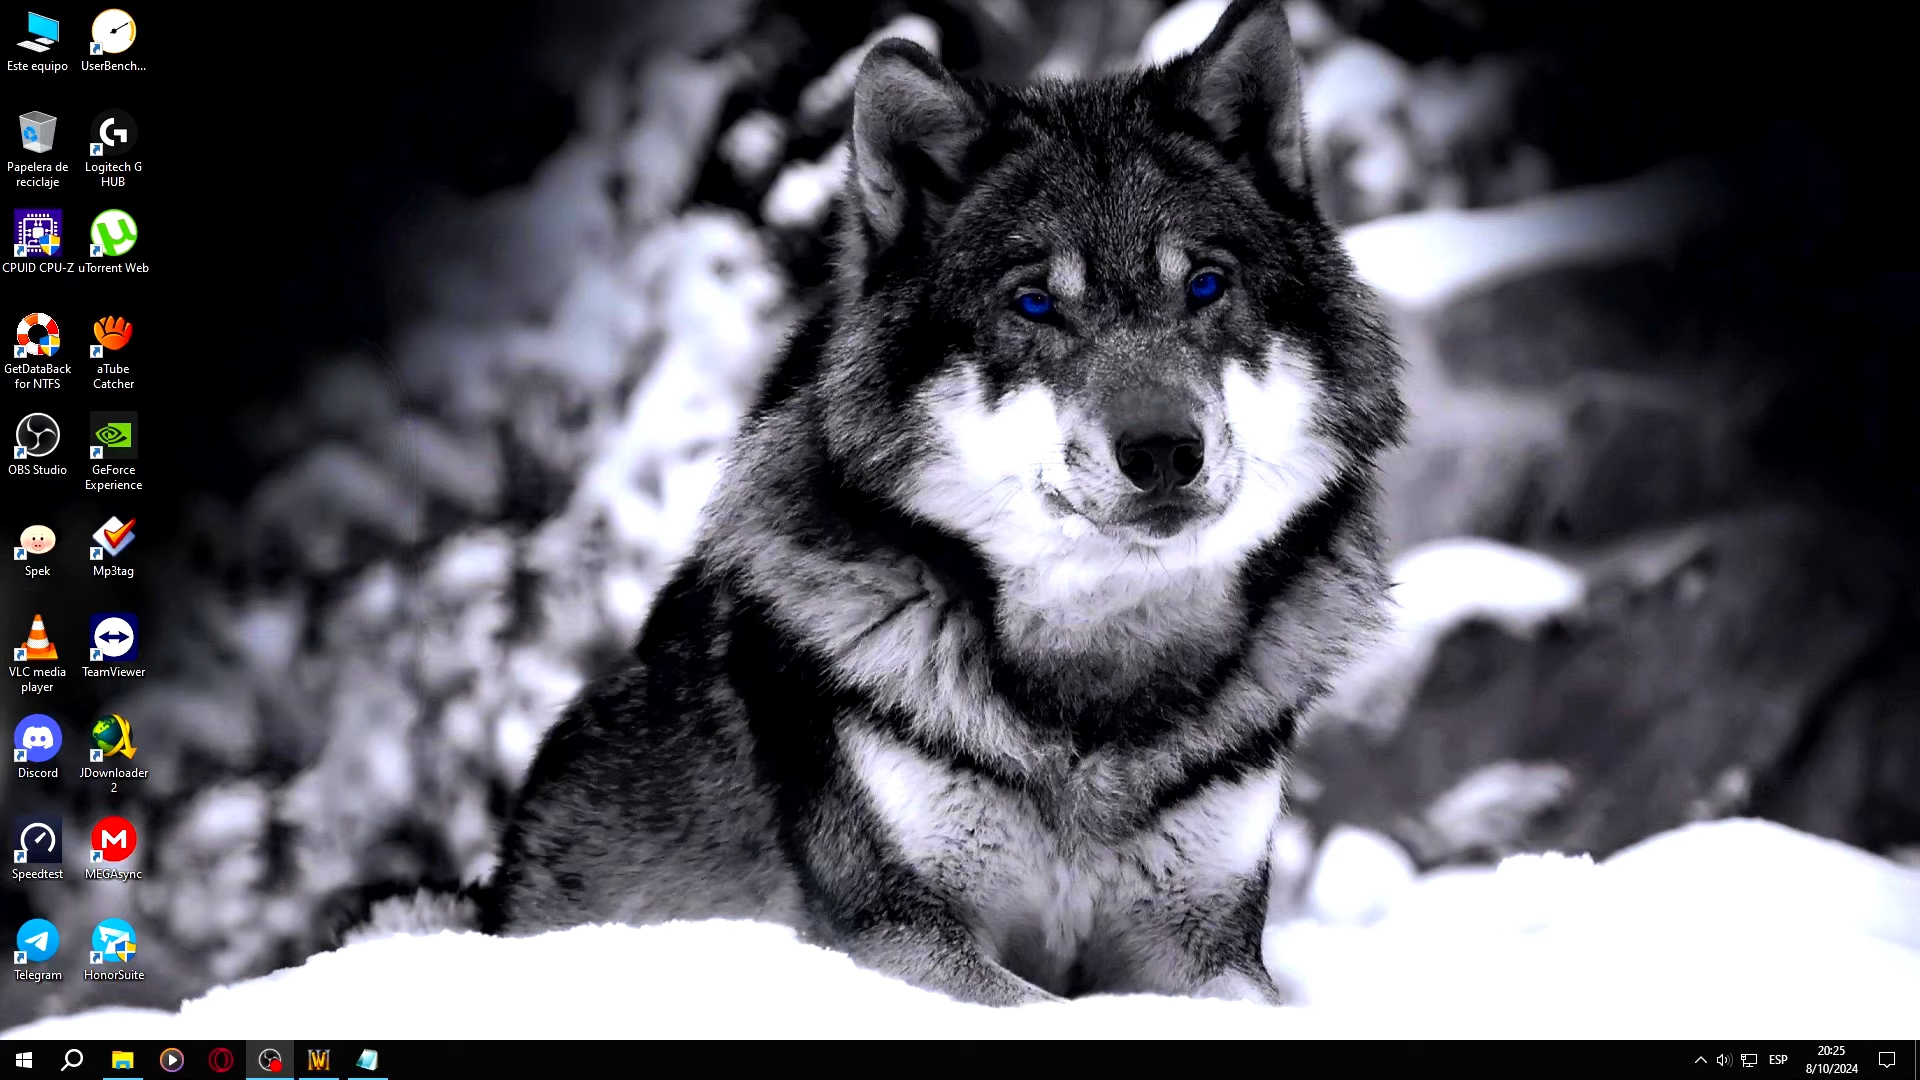 Este equipo
UserBench...
Papelera de
reciclaje
Logitech G
HUB
CPUID CPU-Z
uTorrent Web
GetDataBack
for NTFS
aTube
Catcher
OBS Studio
GeForce
Experience
Spek
Mp3tag
VLC media
player
TeamViewer
Discord
JDownloader
2
Speedtest
MEGAsync
Telegram
HonorSuite
ESP
20:25
8/10/2024